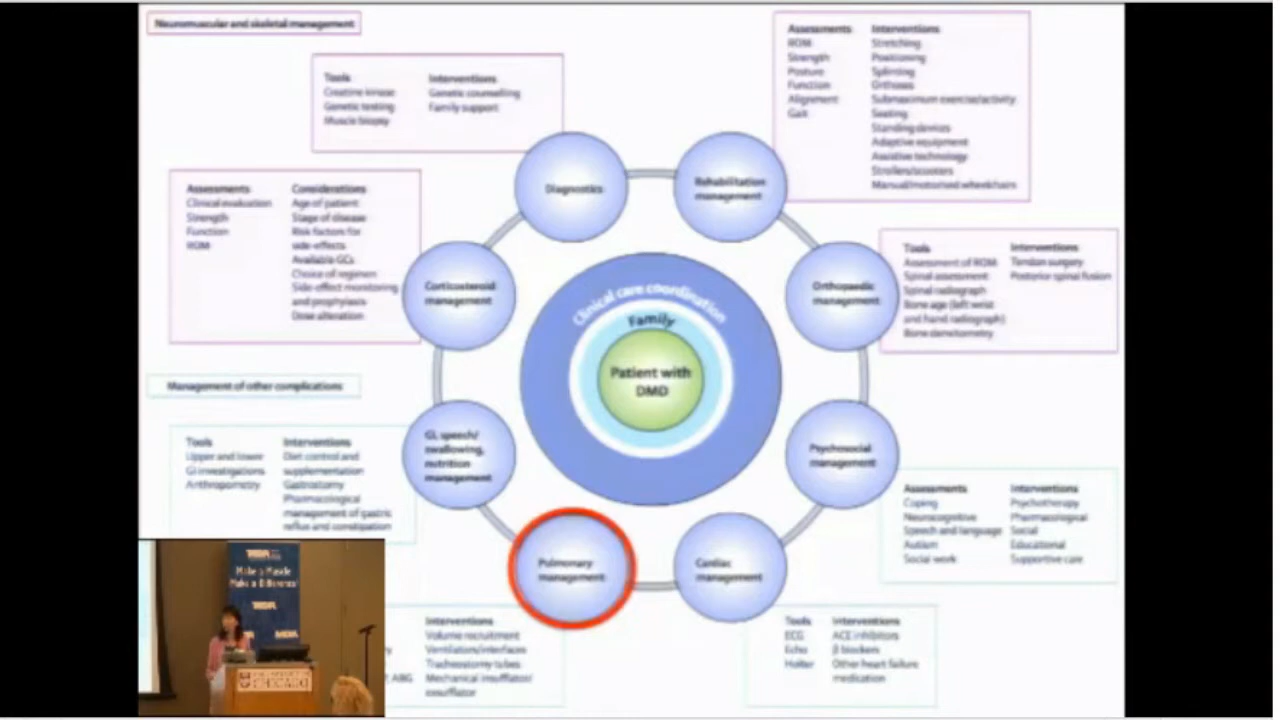 Neuromuscular and skeletal management
Tools
Creatine kinase
Genetic testing
Muscle biopsy
Interventions
Genetic counselling
Family support
Assessments
ROM
Strength
Posture
Function
Alignment
Gait
Interventions
Stretching
Positioning
Splinting
Orthoses
Submaximum exercise/activity
Seating
Standing devices
Adaptive equipment
Assistive technology
Strollers/scooters
Manual/motorised wheelchairs
Diagnostics
Rehabilitation
management
Assessments
Clinical evaluation
Strength
Function
ROM
Considerations
Age of patient
Stage of disease
Risk factors for
side-effects
Available GCs
Choice of regimen
Side-effect monitoring
and prophylaxis
Dose alteration
Corticosteroid
management
Orthopaedic
management
Tools
Assessment of ROM
Spinal assessment
Spinal radiograph
Bone age (left wrist
and hand radiograph)
Bone densitometry
Interventions
Tendon surgery
Posterior spinal fusion
Clinical care coordination
Family
Patient with
DMD
Management of other complications
Tools
Upper and lower
GI investigations
Anthropometry
Interventions
Diet control and
supplementation
Gastrostomy
Pharmacological
management of gastric
reflux and constipation
GI, speech/
swallowing,
nutrition
management
Psychosocial
management
Assessments
Coping
Neurocognitive
Speech and language
Autism
Social work
Interventions
Psychotherapy
Pharmacological
Social
Educational
Supportive care
Pulmonary
management
Cardiac
management
Interventions
Volume recruitment
Ventilators/interfaces
Tracheostomy tubes
Mechanical insufflator/
exsufflator
ABG
Tools
ECG
Echo
Holter
Interventions
ACE inhibitors
β blockers
Other heart failure
medication
Make a Muscle
Make a Difference
MDA
CHICAGO